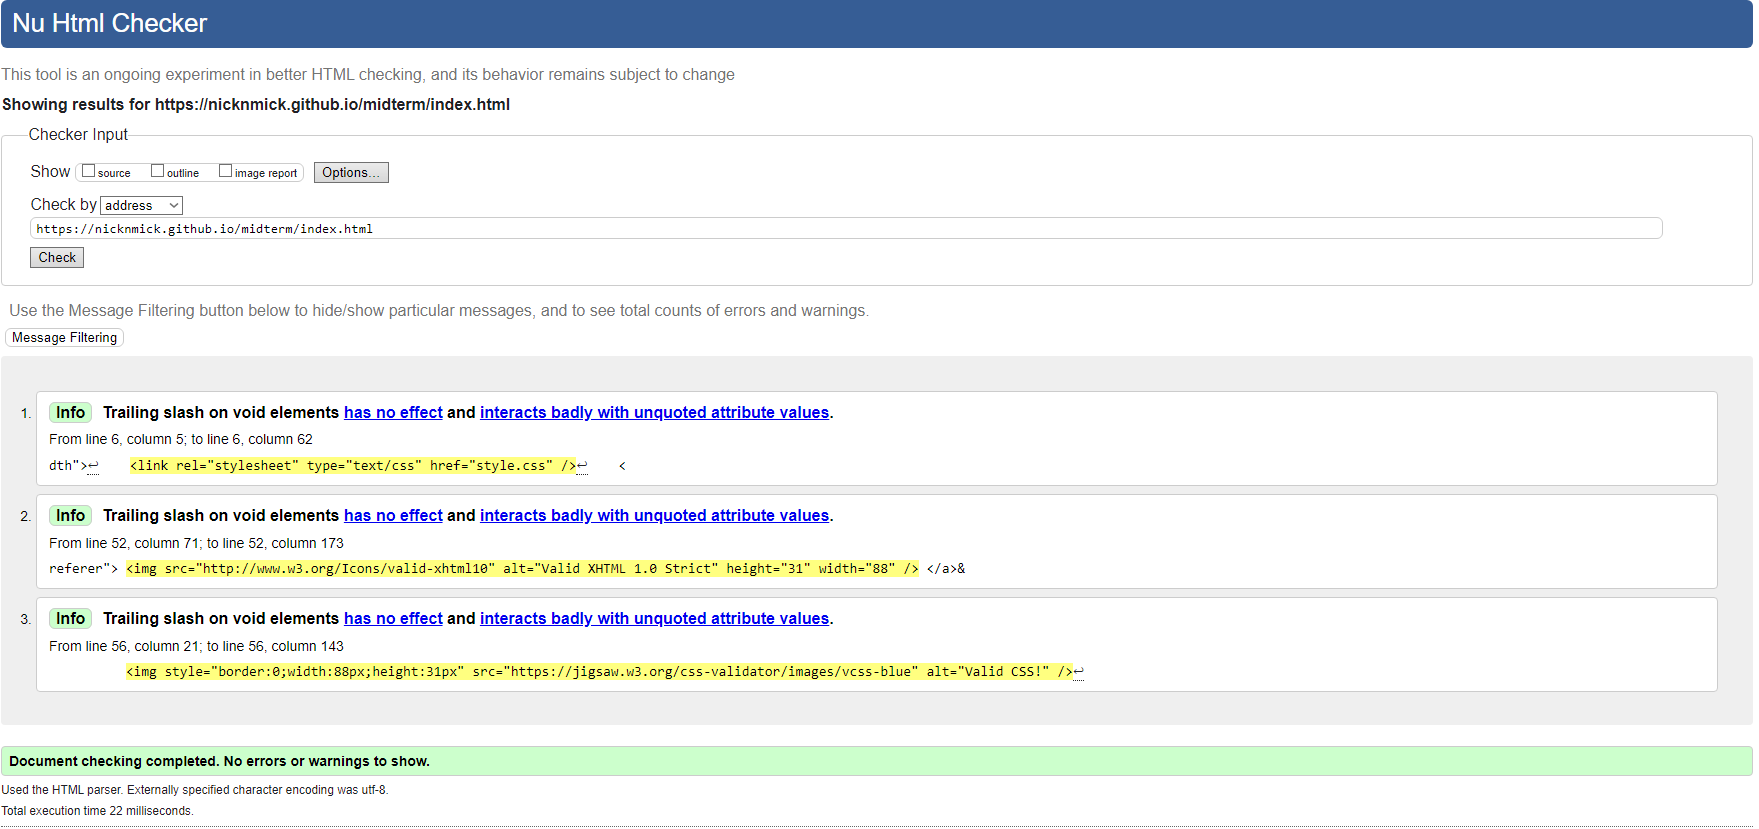 Nu Html Checker
This tool is an ongoing experiment in better HTML checking, and its behavior remains subject to change
Showing results for https://nicknmick.github.io/midterm/index.html
Checker Input
Show source outline image report Options...
Check by address
https://nicknmick.github.io/midterm/index.html
Check
Use the Message Filtering button below to hide/show particular messages, and to see total counts of errors and warnings.
Message Filtering
1. Info Trailing slash on void elements has no effect and interacts badly with unquoted attribute values.
From line 6, column 5; to line 6, column 62
dth">↩ <link rel="stylesheet" type="text/css" href="style.css" />↩ <
2. Info Trailing slash on void elements has no effect and interacts badly with unquoted attribute values.
From line 52, column 71; to line 52, column 173
referer"> <img src="http://www.w3.org/Icons/valid-xhtml10" alt="Valid XHTML 1.0 Strict" height="31" width="88" /> </a>&
3. Info Trailing slash on void elements has no effect and interacts badly with unquoted attribute values.
From line 56, column 21; to line 56, column 143
<img style="border:0;width:88px;height:31px" src="https://jigsaw.w3.org/css-validator/images/vcss-blue" alt="Valid CSS!" />↩
Document checking completed. No errors or warnings to show.
Used the HTML parser. Externally specified character encoding was utf-8.
Total execution time 22 milliseconds.